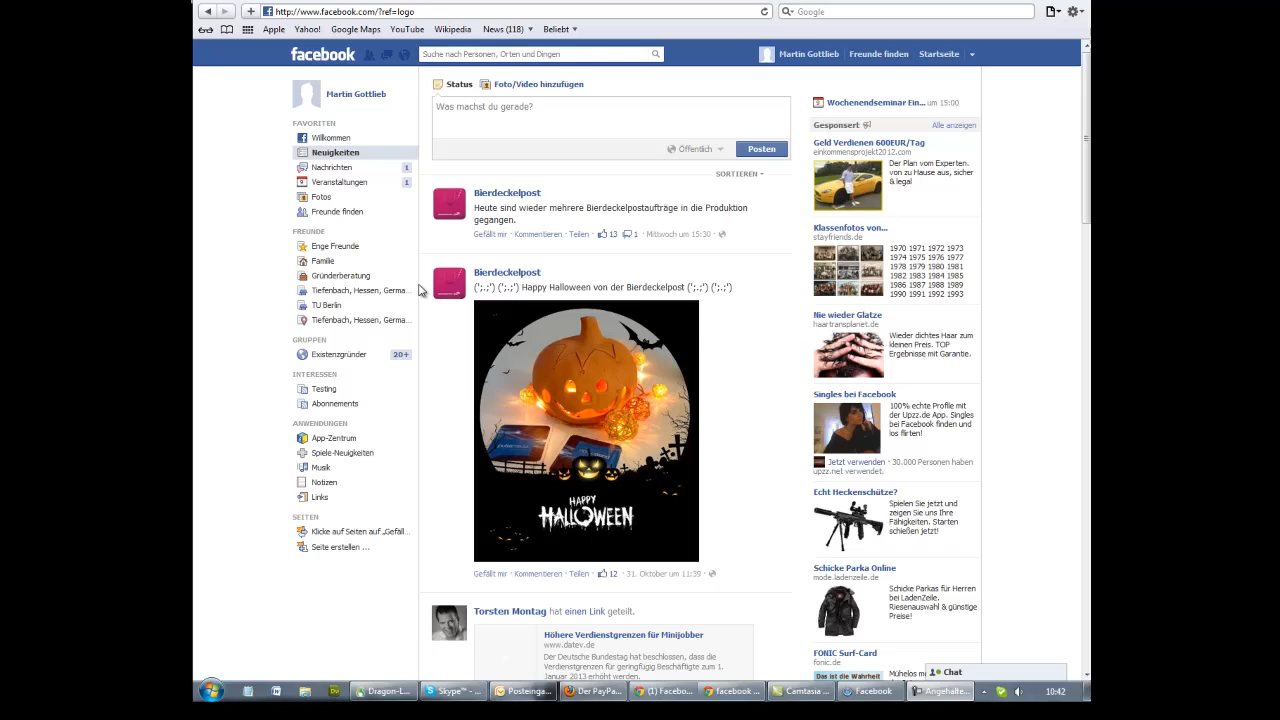 http://www.facebook.com/?ref=logo
Google
Apple Yahoo! Google Maps YouTube Wikipedia News (118) Beliebt
facebook
Suche nach Personen, Orten und Dingen
Martin Gottlieb Freunde finden Startseite
Martin Gottlieb
FAVORITEN
Willkommen
Neuigkeiten
Nachrichten 1
Veranstaltungen 1
Fotos
Freunde finden
FREUNDE
Enge Freunde
Familie
Gründerberatung
Tiefenbach, Hessen, Germa...
TU Berlin
Tiefenbach, Hessen, Germa...
GRUPPEN
Existenzgründer 20+
INTERESSEN
Testing
Abonnements
ANWENDUNGEN
App-Zentrum
Spiele-Neuigkeiten
Musik
Notizen
Links
SEITEN
Klicke auf Seiten auf „Gefäll...
Seite erstellen ...
Status Foto/Video hinzufügen
Was machst du gerade?
Öffentlich Posten
SORTIEREN
Bierdeckelpost
Heute sind wieder mehrere Bierdeckelpostaufträge in die Produktion
gegangen.
Gefällt mir · Kommentieren · Teilen · 13 1 · Mittwoch um 15:30 ·
Bierdeckelpost
(';.;') (';.;') Happy Halloween von der Bierdeckelpost (';.;') (';.;')
HAPPY
HALLOWEEN
Gefällt mir · Kommentieren · Teilen · 12 · 31. Oktober um 11:39 ·
Torsten Montag hat einen Link geteilt.
Höhere Verdienstgrenzen für Minijobber
www.datev.de
Der Deutsche Bundestag hat beschlossen, dass die
Verdienstgrenzen für geringfügig Beschäftigte zum 1.
Januar 2013 erhöht werden.
Wochenendseminar Ein... um 15:00
Gesponsert Alle anzeigen
Geld Verdienen 600EUR/Tag
einkommensprojekt2012.com
Der Plan vom Experten.
von zu Hause aus, sicher
& legal
Klassenfotos von...
stayfriends.de
1970 1971 1972 1973
1974 1975 1976 1977
1978 1979 1980 1981
1982 1983 1984 1985
1986 1987 1988 1989
1990 1991 1992 1993
Nie wieder Glatze
haartransplanet.de
Wieder dichtes Haar zum
kleinen Preis. TOP
Ergebnisse mit Garantie.
Singles bei Facebook
100% echte Profile mit
der Upzz.de App. Singles
bei Facebook finden und
los flirten!
Jetzt verwenden · 30.000 Personen haben
upzz.net verwendet.
Echt Heckenschütze?
Spielen Sie jetzt und
zeigen Sie uns Ihre
Fähigkeiten. Starten
schießen jetzt!
Schicke Parka Online
mode.ladenzeile.de
Schicke Parkas für Herren
bei LadenZeile.
Riesenauswahl & günstige
Preise!
FONIC Surf-Card
fonic.de
Das ist die Wahrheit
Mühelos
Chat
Dragon-L... Skype™ - ... Posteinga... Der PayPa... (1) Facebo... facebook ... Camtasia ... Facebook Angehalte... 10:42